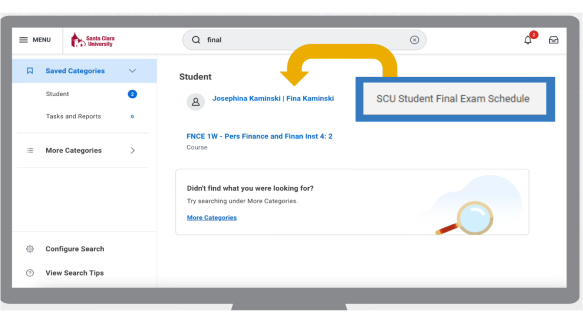 MENU
Santa Clara
University
final
2
Saved Categories
Student
2
Tasks and Reports
More Categories
Configure Search
View Search Tips
Student
Josephina Kaminski | Fina Kaminski
SCU Student Final Exam Schedule
FNCE 1W - Pers Finance and Finan Inst 4: 2
Course
Didn't find what you were looking for?
Try searching under More Categories.
More Categories